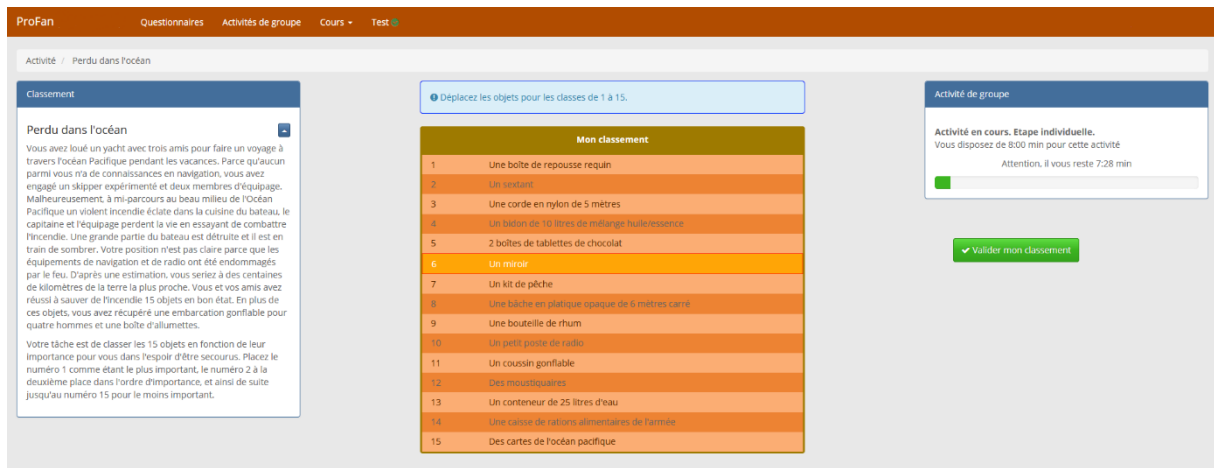 ProFan Questionnaires Activités de groupe Cours Test
Activité / Perdu dans l'océan
Classement
Perdu dans l'océan
Vous avez loué un yacht avec trois amis pour faire un voyage à
travers l'océan Pacifique pendant les vacances. Parce qu'aucun
parmi vous n'a de connaissances en navigation, vous avez
engagé un skipper expérimenté et deux membres d'équipage.
Malheureusement, à mi-parcours au beau milieu de l'Océan
Pacifique un violent incendie éclate dans la cuisine du bateau, le
capitaine et l'équipage perdent la vie en essayant de combattre
l'incendie. Une grande partie du bateau est détruite et il est en
train de sombrer. Votre position n'est pas claire parce que les
équipements de navigation et de radio ont été endommagés
par le feu. D'après une estimation, vous seriez à des centaines
de kilomètres de la terre la plus proche. Vous et vos amis avez
réussi à sauver de l'incendie 15 objets en bon état. En plus de
ces objets, vous avez récupéré une embarcation gonflable pour
quatre hommes et une boîte d'allumettes.
Votre tâche est de classer les 15 objets en fonction de leur
importance pour vous dans l'espoir d'être secourus. Placez le
numéro 1 comme étant le plus important, le numéro 2 à la
deuxième place dans l'ordre d'importance, et ainsi de suite
jusqu'au numéro 15 pour le moins important.
Déplacez les objets pour les classes de 1 à 15.
Mon classement
1 Une boîte de repousse requin
2 Un sextant
3 Une corde en nylon de 5 mètres
4 Un bidon de 10 litres de mélange huile/essence
5 2 boîtes de tablettes de chocolat
6 Un miroir
7 Un kit de pêche
8 Une bâche en platique opaque de 6 mètres carré
9 Une bouteille de rhum
10 Un petit poste de radio
11 Un coussin gonflable
12 Des moustiquaires
13 Un conteneur de 25 litres d'eau
14 Une caisse de rations alimentaires de l'armée
15 Des cartes de l'océan pacifique
Activité de groupe
Activité en cours. Etape individuelle.
Vous disposez de 8:00 min pour cette activité
Attention, il vous reste 7:28 min
Valider mon classement